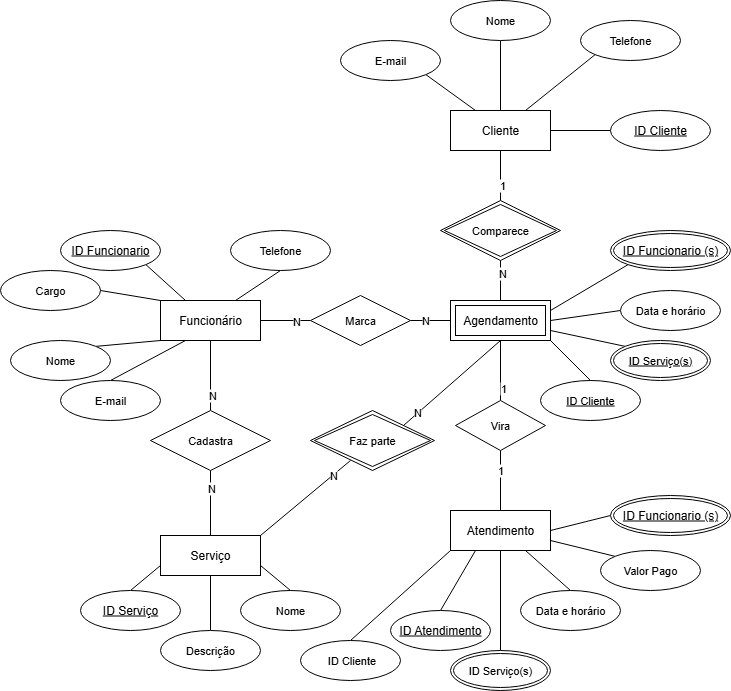 Nome
E-mail
Telefone
Cliente
ID Cliente
1
Comparece
N
ID Funcionario
Telefone
ID Funcionario (s)
Cargo
Funcionário
N
Marca
N
Agendamento
Data e horário
Nome
ID Serviço(s)
E-mail
ID Cliente
N
1
N
Cadastra
Faz parte
Vira
N
N
1
ID Funcionario (s)
Atendimento
Serviço
Valor Pago
ID Serviço
Nome
Data e horário
ID Atendimento
Descrição
ID Cliente
ID Serviço(s)